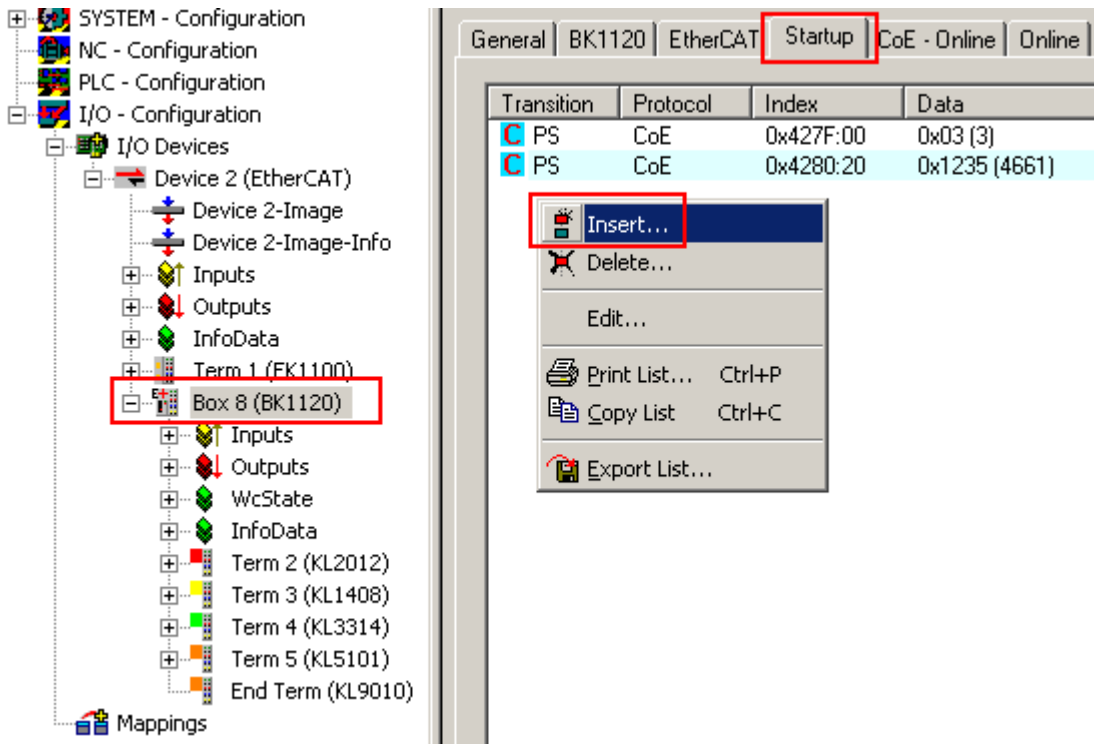 SYSTEM - Configuration
NC - Configuration
PLC - Configuration
I/O - Configuration
I/O Devices
Device 2 (EtherCAT)
Device 2-Image
Device 2-Image-Info
Inputs
Outputs
InfoData
Term 1 (EK1100)
Box 8 (BK1120)
Inputs
Outputs
WcState
InfoData
Term 2 (KL2012)
Term 3 (KL1408)
Term 4 (KL3314)
Term 5 (KL5101)
End Term (KL9010)
Mappings
General BK1120 EtherCAT Startup CoE - Online Online
Transition Protocol Index Data
C PS CoE 0x427F:00 0x03 (3)
C PS CoE 0x4280:20 0x1235 (4661)
Insert...
Delete...
Edit...
Print List... Ctrl+P
Copy List Ctrl+C
Export List...